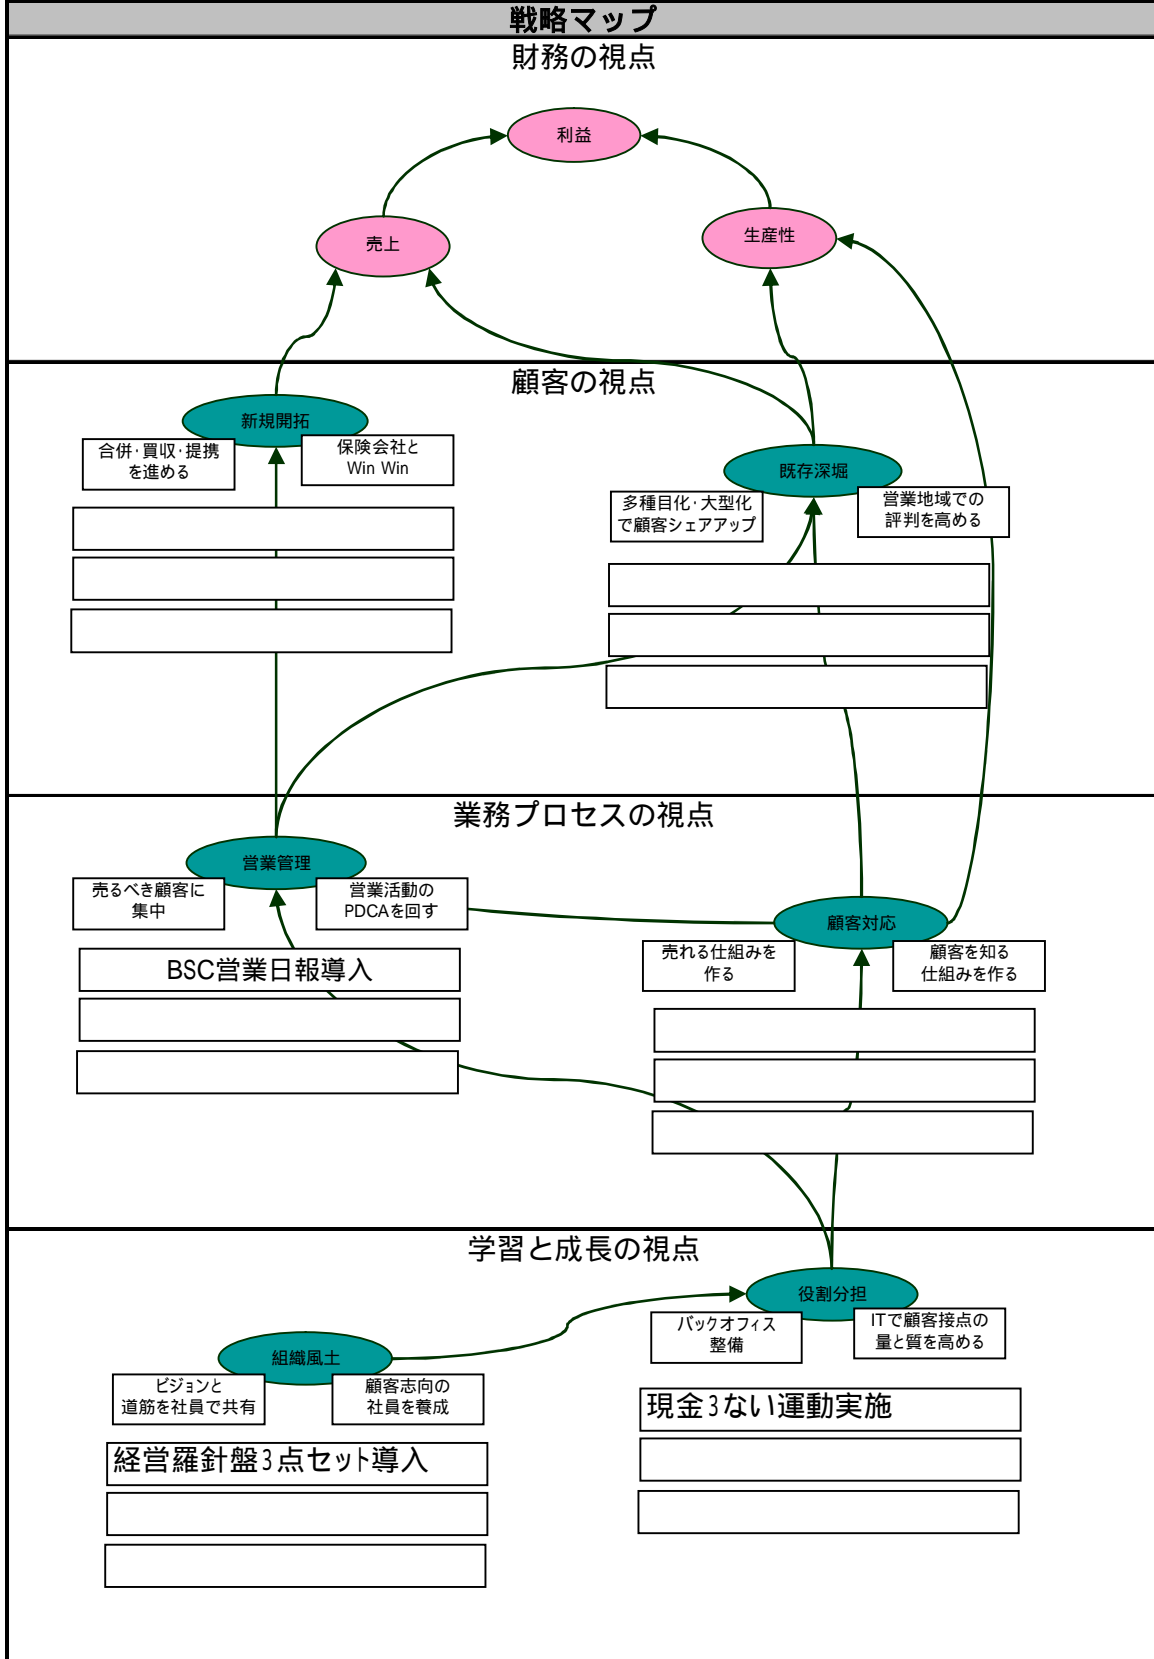 戦略マップ
財務の視点
利益
売上
生産性
顧客の視点
新規開拓
合併･買収･提携
を進める
保険会社と
Win Win
既存深堀
多種目化･大型化
で顧客シェアアップ
営業地域での
評判を高める
業務プロセスの視点
営業管理
売るべき顧客に
集中
営業活動の
PDCAを回す
BSC営業日報導入
顧客対応
売れる仕組みを
作る
顧客を知る
仕組みを作る
学習と成長の視点
役割分担
バックオフィス
整備
ITで顧客接点の
量と質を高める
現金3ない運動実施
組織風土
ビジョンと
道筋を社員で共有
顧客志向の
社員を養成
経営羅針盤3点セット導入